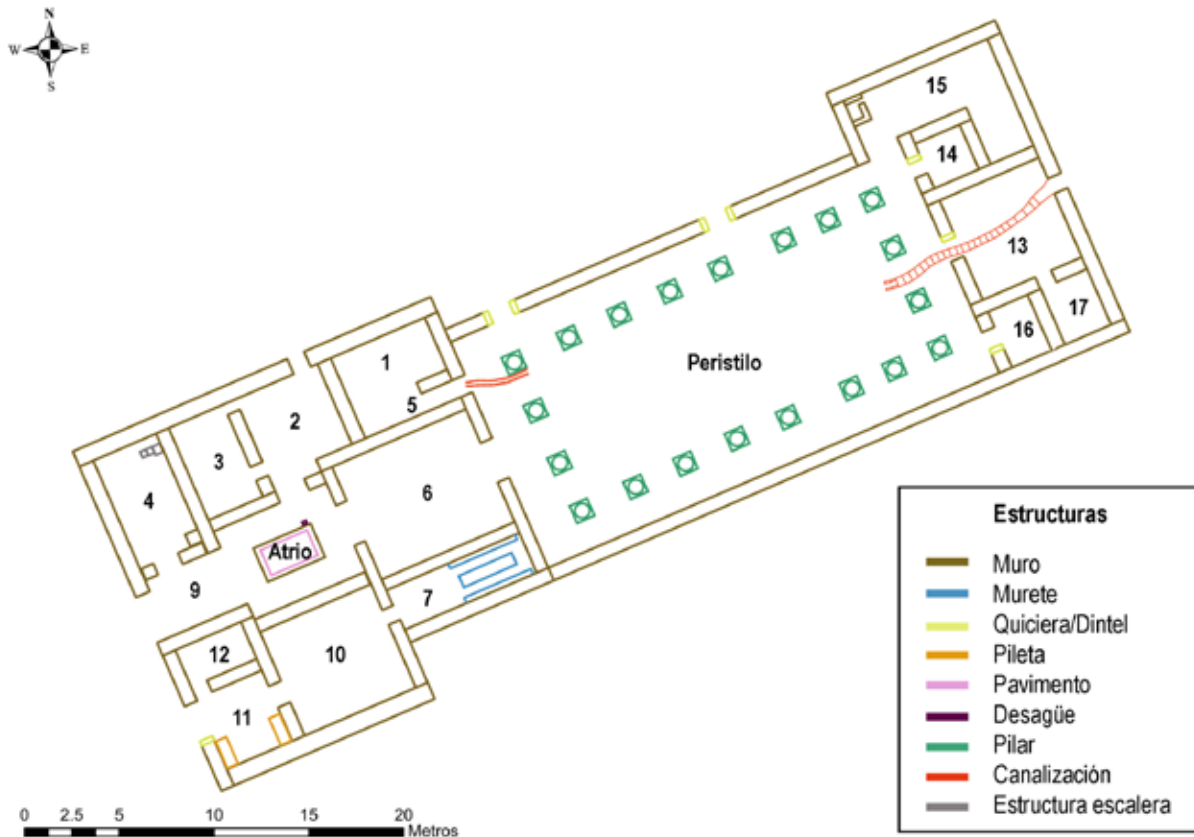 N
W E
S
15
14
13
17
16
Peristilo
1
5
2
3
4
6
Atrio
9
7
12
10
11
Estructuras
Muro
Murete
Quiciera/Dintel
Pileta
Pavimento
Desagüe
Pilar
Canalización
Estructura escalera
0 2.5 5 10 15 20
Metros